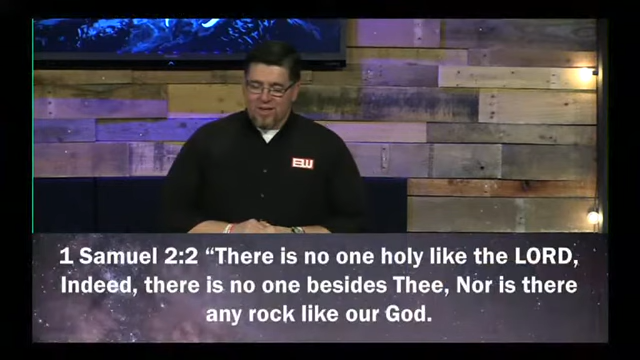 EW
1 Samuel 2:2 “There is no one holy like the LORD,
Indeed, there is no one besides Thee, Nor is there
any rock like our God.